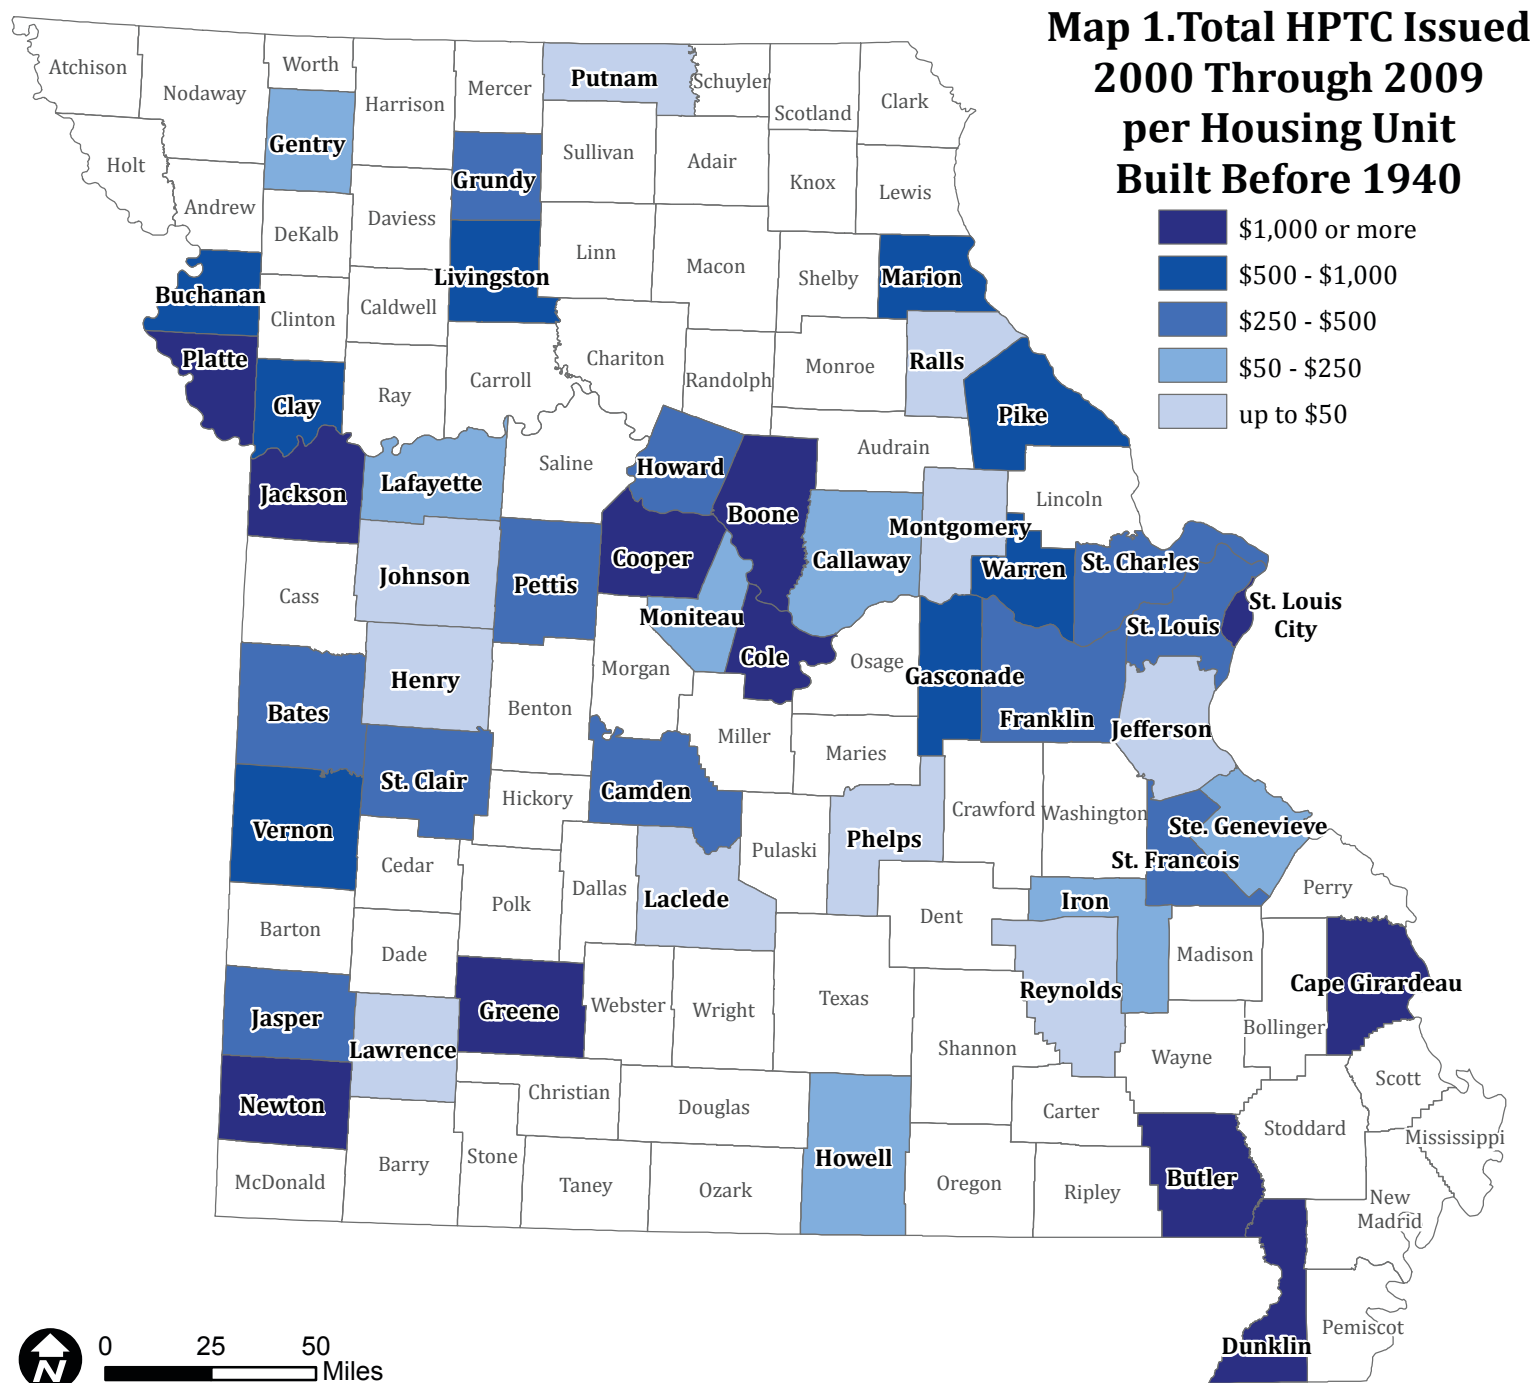 Map 1.Total HPTC Issued
2000 Through 2009
per Housing Unit
Built Before 1940
$1,000 or more
$500 - $1,000
$250 - $500
$50 - $250
up to $50
Atchison
Nodaway
Worth
Harrison
Mercer
Putnam
Schuyler
Scotland
Clark
Gentry
Holt
Andrew
DeKalb
Daviess
Grundy
Sullivan
Adair
Knox
Lewis
Buchanan
Clinton
Caldwell
Livingston
Linn
Macon
Shelby
Marion
Platte
Clay
Ray
Carroll
Chariton
Randolph
Monroe
Ralls
Pike
Jackson
Lafayette
Saline
Howard
Boone
Audrain
Callaway
Montgomery
Lincoln
Warren
St. Charles
St. Louis
St. Louis
City
Cass
Johnson
Pettis
Cooper
Moniteau
Cole
Osage
Gasconade
Franklin
Jefferson
Bates
Henry
Benton
Morgan
Miller
Maries
Vernon
St. Clair
Hickory
Camden
Pulaski
Phelps
Crawford
Washington
Ste. Genevieve
St. Francois
Perry
Barton
Cedar
Polk
Dallas
Laclede
Dent
Iron
Madison
Cape Girardeau
Jasper
Dade
Greene
Webster
Wright
Texas
Reynolds
Bollinger
Newton
Lawrence
Christian
Douglas
Shannon
Carter
Wayne
Scott
Stoddard
Mississippi
McDonald
Barry
Stone
Taney
Ozark
Howell
Oregon
Ripley
Butler
New
Madrid
Dunklin
Pemiscot
N
0 25 50
Miles